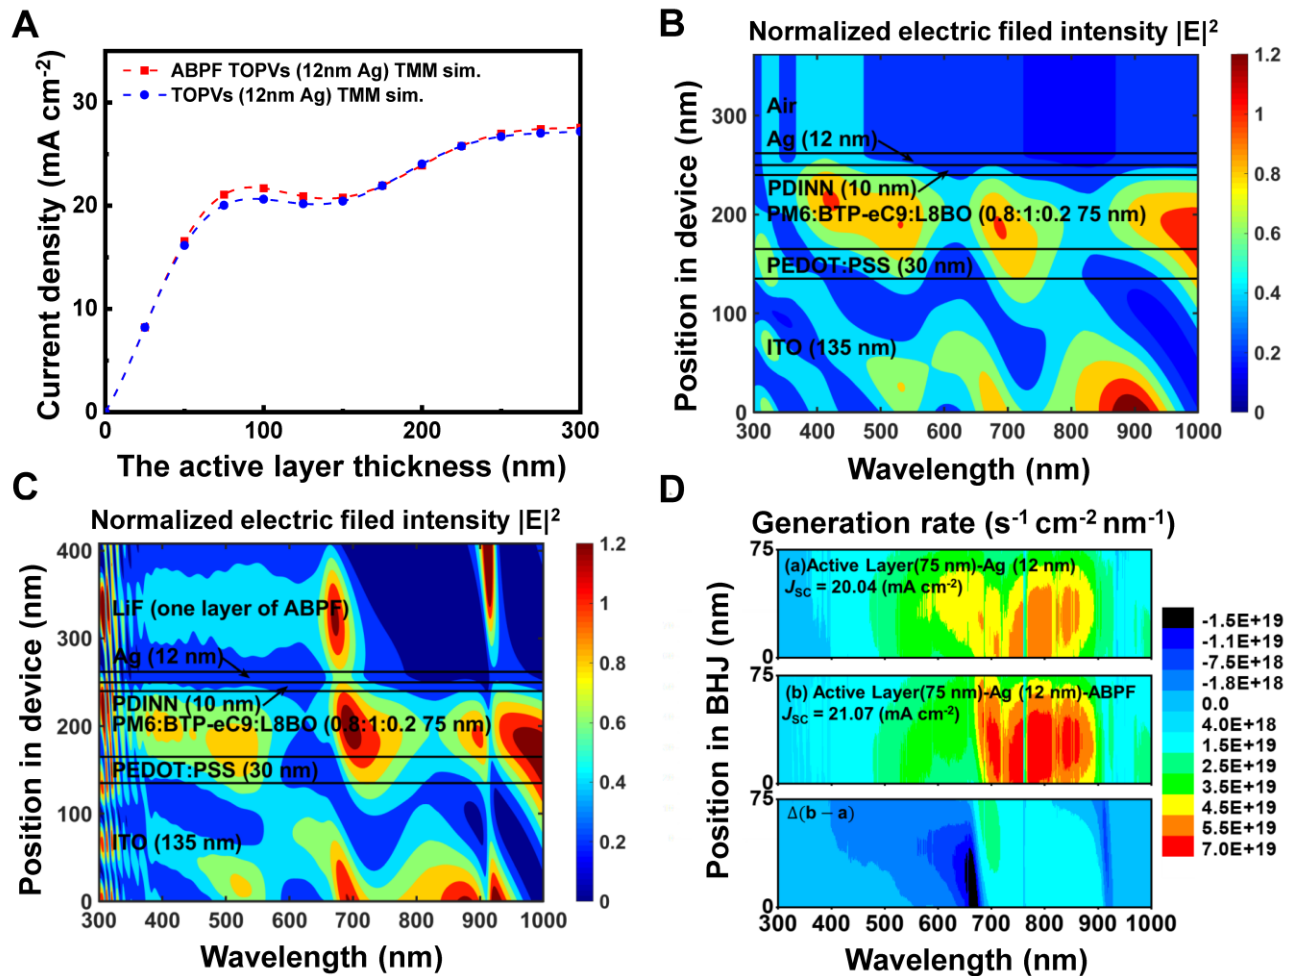 A
Current density (mA cm-2)
30
20
10
0
ABPF TOPVs (12nm Ag) TMM sim.
TOPVs (12nm Ag) TMM sim.
0
100
200
300
The active layer thickness (nm)
B
Normalized electric filed intensity |E|2
Position in device (nm)
300
200
100
0
Air
Ag (12 nm)
PDINN (10 nm)
PM6:BTP-eC9:L8BO (0.8:1:0.2 75 nm)
PEDOT:PSS (30 nm)
ITO (135 nm)
300 400 500 600 700 800 900 1000
Wavelength (nm)
1.2
1
0.8
0.6
0.4
0.2
0
C
Normalized electric filed intensity |E|2
Position in device (nm)
400
300
200
100
0
LiF (one layer of ABPF)
Ag (12 nm)
PDINN (10 nm)
PM6:BTP-eC9:L8BO (0.8:1:0.2 75 nm)
PEDOT:PSS (30 nm)
ITO (135 nm)
300 400 500 600 700 800 900 1000
Wavelength (nm)
1.2
1
0.8
0.6
0.4
0.2
0
D
Generation rate (s-1 cm-2 nm-1)
Position in BHJ (nm)
75
(a)Active Layer(75 nm)-Ag (12 nm)
JSC = 20.04 (mA cm-2)
0
75
(b) Active Layer(75 nm)-Ag (12 nm)-ABPF
JSC = 21.07 (mA cm-2)
0
75
Δ(b − a)
0
300 400 500 600 700 800 900 1000
Wavelength (nm)
-1.5E+19
-1.1E+19
-7.5E+18
-1.8E+18
0.0
4.0E+18
1.5E+19
2.5E+19
3.5E+19
4.5E+19
5.5E+19
7.0E+19